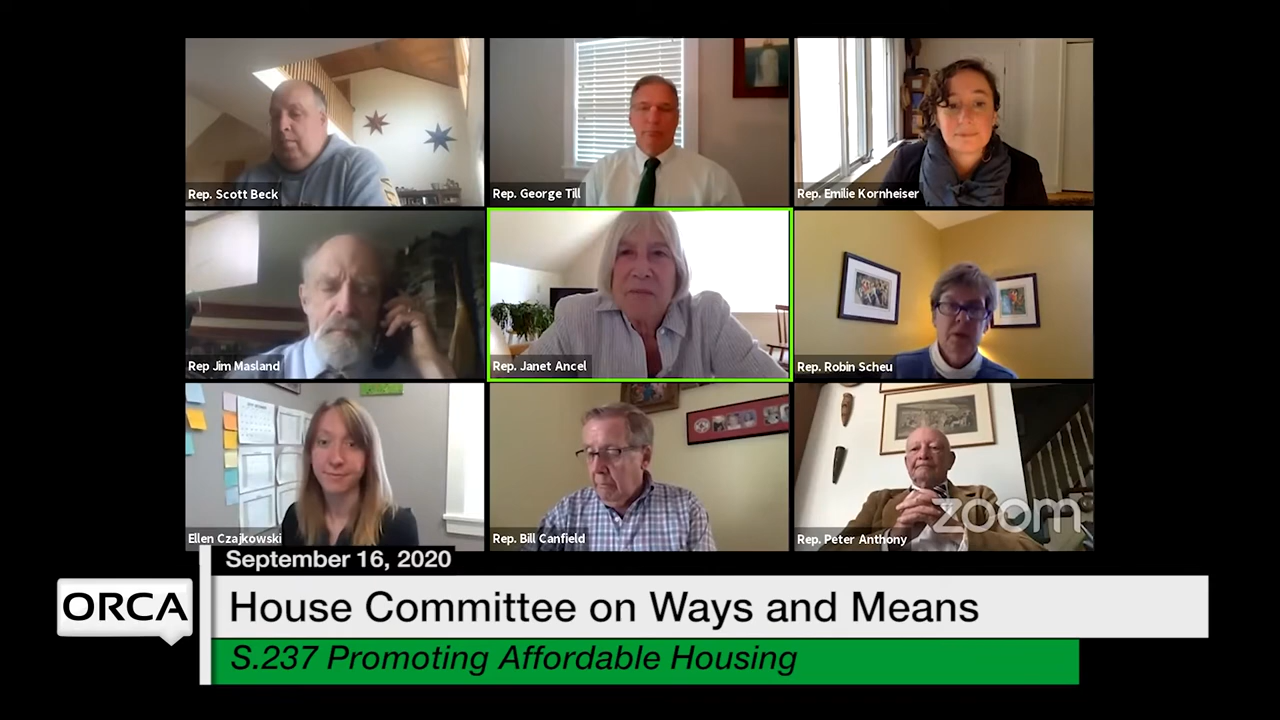 Rep. Scott Beck
Rep. George Till
Rep. Emilie Kornheiser
Rep Jim Masland
Rep. Janet Ancel
Rep. Robin Scheu
Ellen Czajkowski
Rep. Bill Canfield
Rep. Peter Anthony
zoom
September 16, 2020
ORCA
House Committee on Ways and Means
S.237 Promoting Affordable Housing